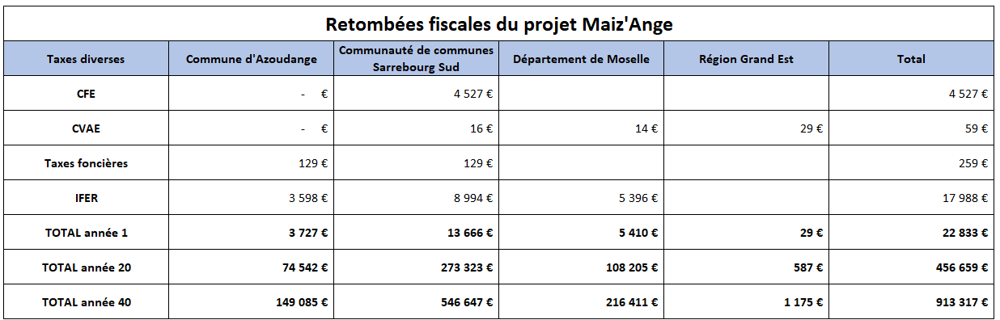 Retombées fiscales du projet Maiz'Ange
Taxes diverses Commune d'Azoudange Communauté de communes Sarrebourg Sud Département de Moselle Région Grand Est Total
CFE - € 4 527 € 4 527 €
CVAE - € 16 € 14 € 29 € 59 €
Taxes foncières 129 € 129 € 259 €
IFER 3 598 € 8 994 € 5 396 € 17 988 €
TOTAL année 1 3 727 € 13 666 € 5 410 € 29 € 22 833 €
TOTAL année 20 74 542 € 273 323 € 108 205 € 587 € 456 659 €
TOTAL année 40 149 085 € 546 647 € 216 411 € 1 175 € 913 317 €